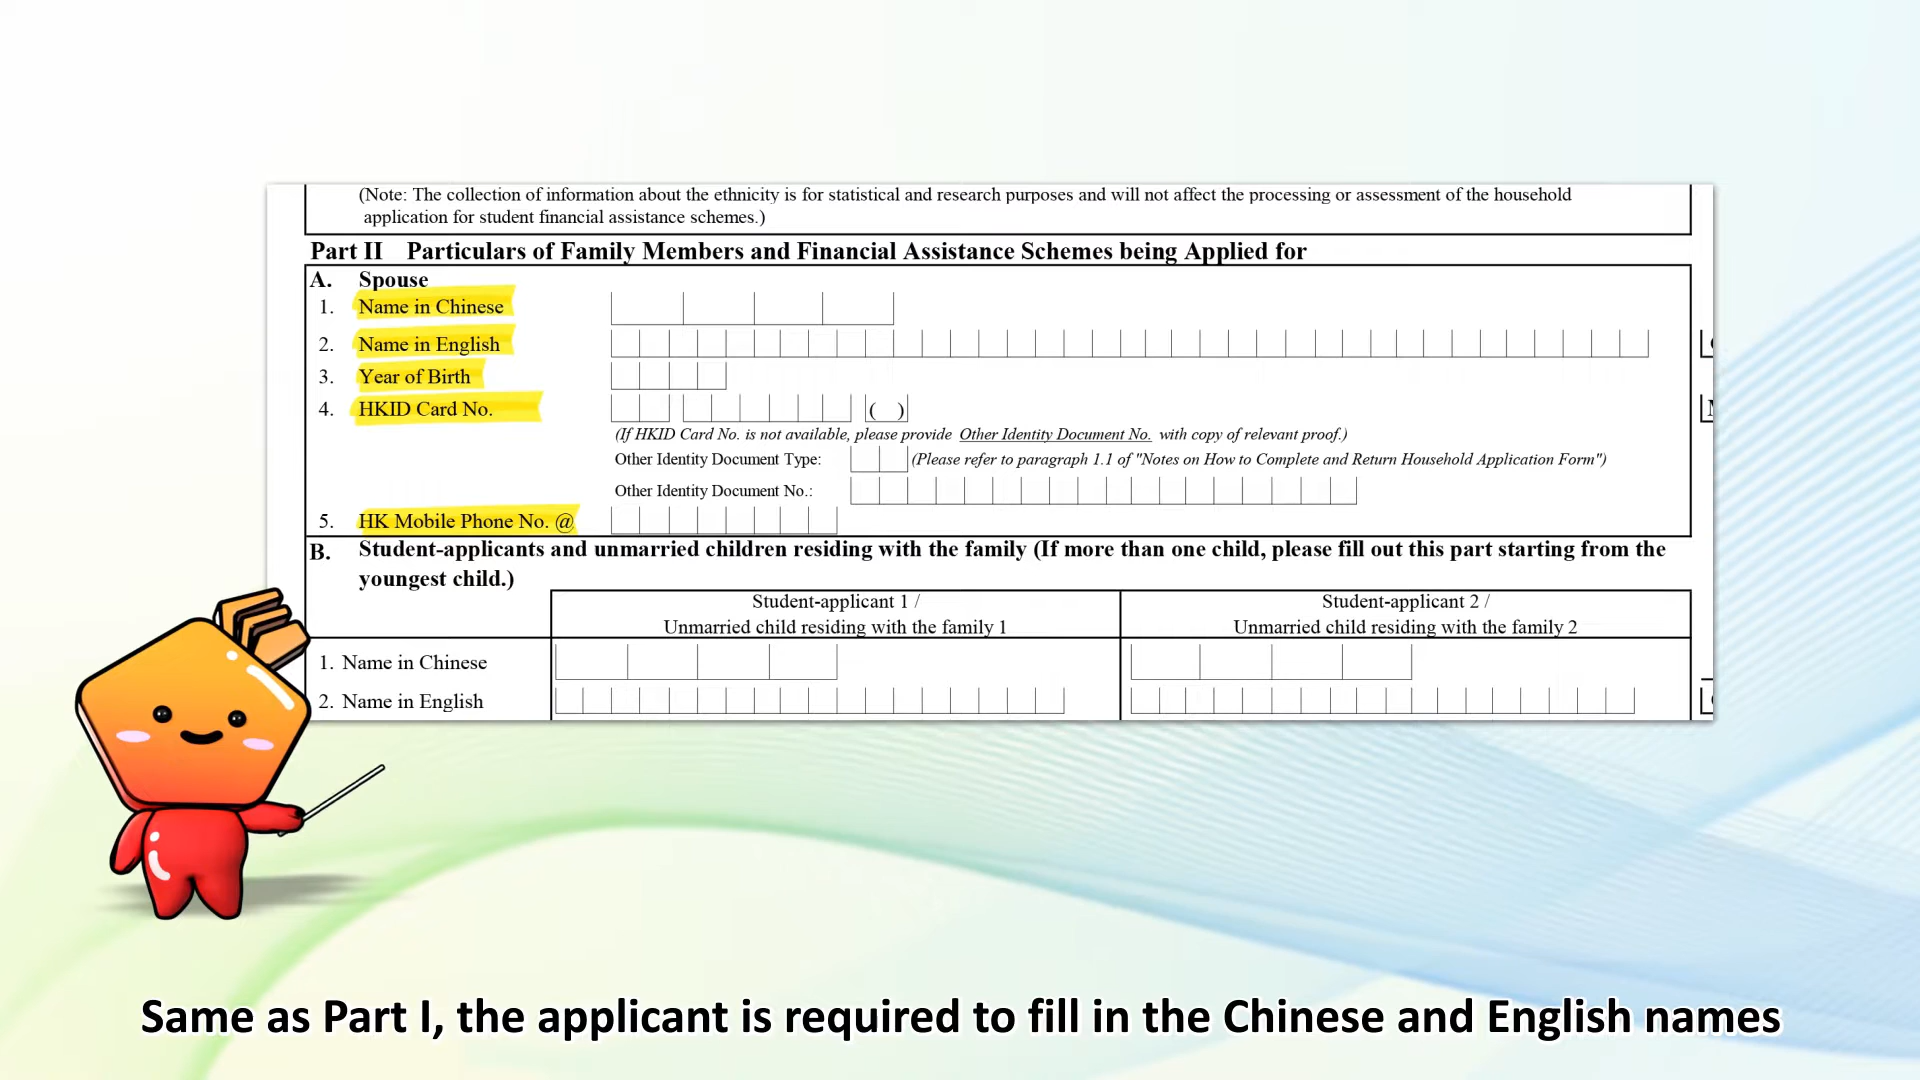 (Note: The collection of information about the ethnicity is for statistical and research purposes and will not affect the processing or assessment of the household
application for student financial assistance schemes.)
Part II Particulars of Family Members and Financial Assistance Schemes being Applied for
A. Spouse
1. Name in Chinese
2. Name in English
3. Year of Birth
4. HKID Card No. ( )
(If HKID Card No. is not available, please provide Other Identity Document No. with copy of relevant proof.)
Other Identity Document Type: (Please refer to paragraph 1.1 of "Notes on How to Complete and Return Household Application Form")
Other Identity Document No.:
5. HK Mobile Phone No. @
B. Student-applicants and unmarried children residing with the family (If more than one child, please fill out this part starting from the
youngest child.)
Student-applicant 1 /
Unmarried child residing with the family 1
Student-applicant 2 /
Unmarried child residing with the family 2
1. Name in Chinese
2. Name in English
Same as Part I, the applicant is required to fill in the Chinese and English names